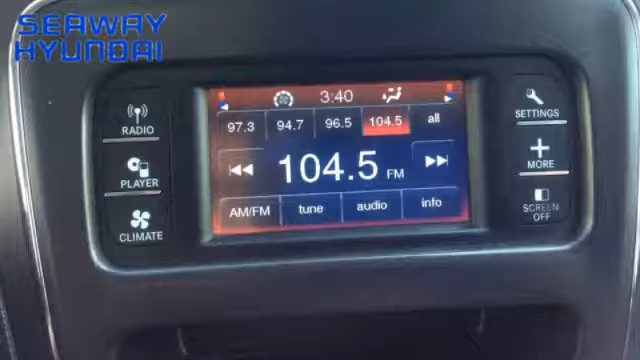 SEAWAY
HYUNDAI
3:40
RADIO
PLAYER
CLIMATE
97.3 94.7 96.5 104.5 all
104.5 FM
AM/FM tune audio info
SETTINGS
MORE
SCREEN
OFF